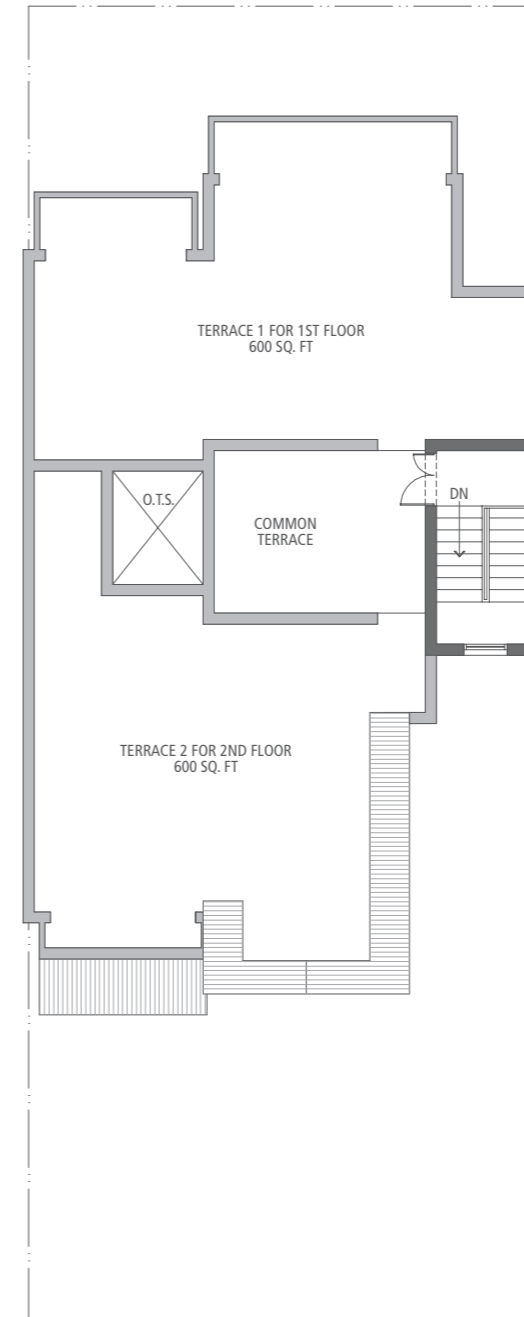 TERRACE 1 FOR 1ST FLOOR
600 SQ. FT
O.T.S.
DN
COMMON
TERRACE
TERRACE 2 FOR 2ND FLOOR
600 SQ. FT